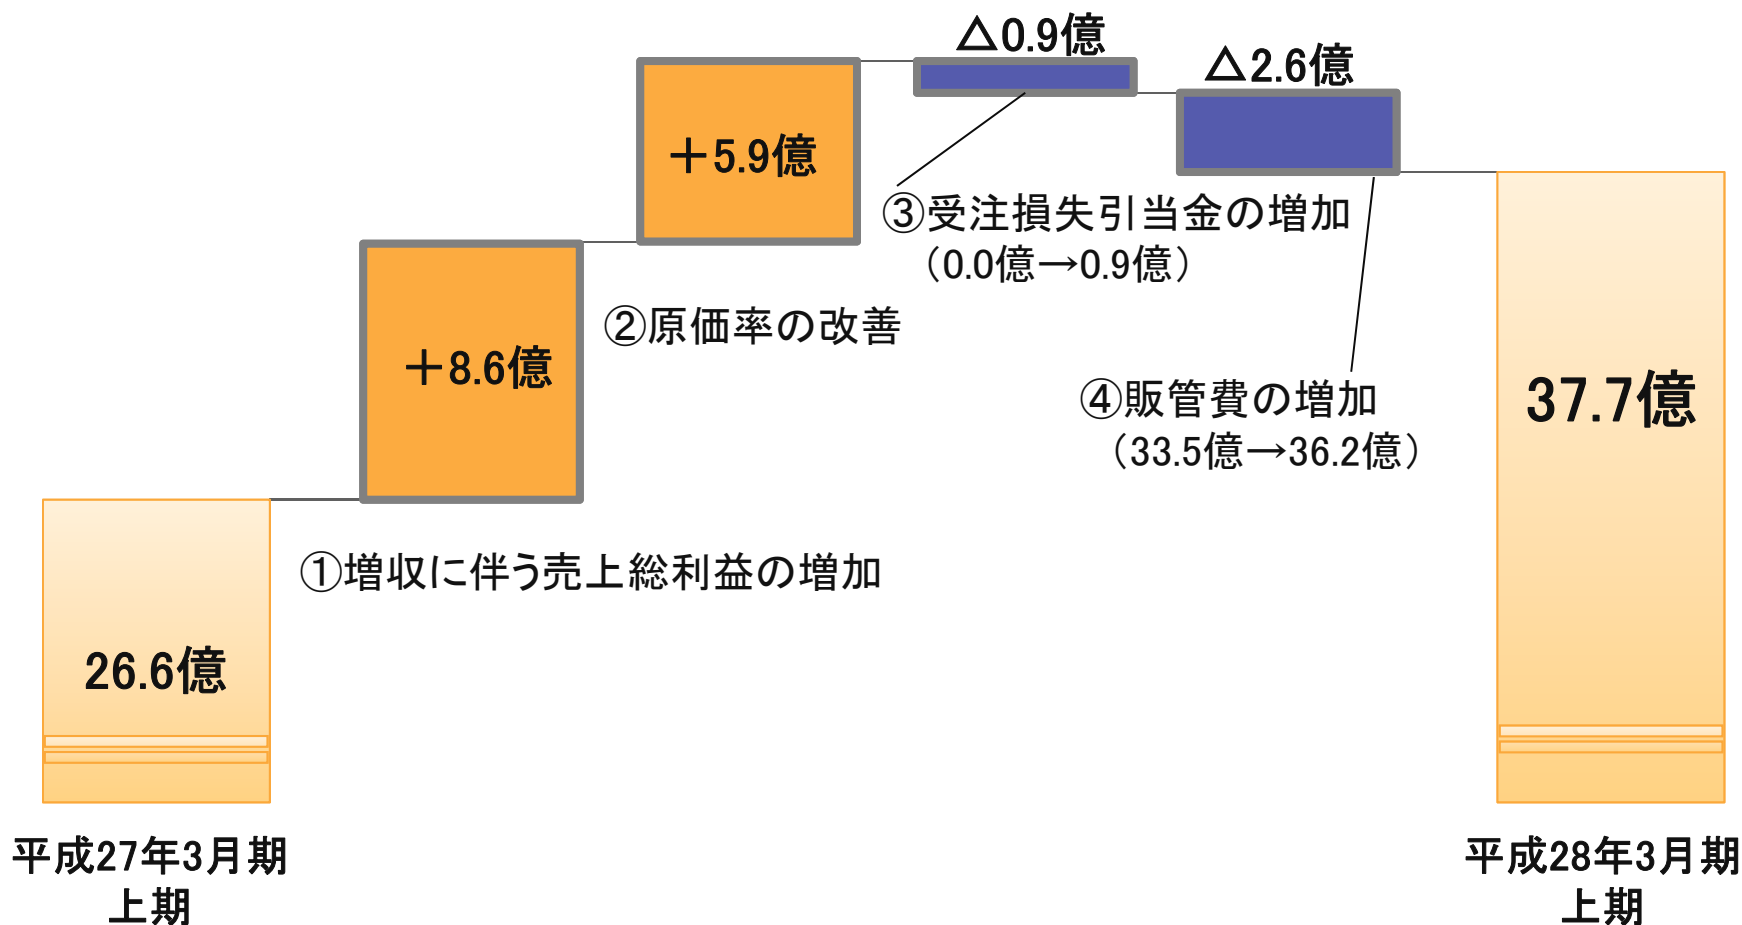 △0.9億
△2.6億
＋5.9億
③受注損失引当金の増加
（0.0億→0.9億）
②原価率の改善
＋8.6億
④販管費の増加
（33.5億→36.2億）
37.7億
①増収に伴う売上総利益の増加
26.6億
平成27年3月期
上期
平成28年3月期
上期